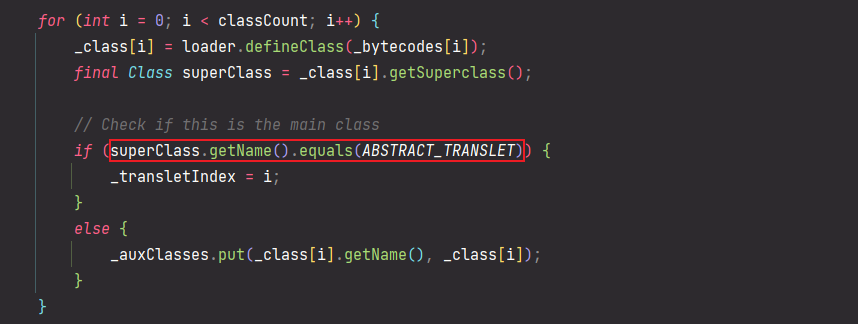 for (int i = 0; i < classCount; i++) {
_class[i] = loader.defineClass(_bytecodes[i]);
final Class superClass = _class[i].getSuperclass();
// Check if this is the main class
if (superClass.getName().equals(ABSTRACT_TRANSLET)) {
_transletIndex = i;
}
else {
_auxClasses.put(_class[i].getName(), _class[i]);
}
}